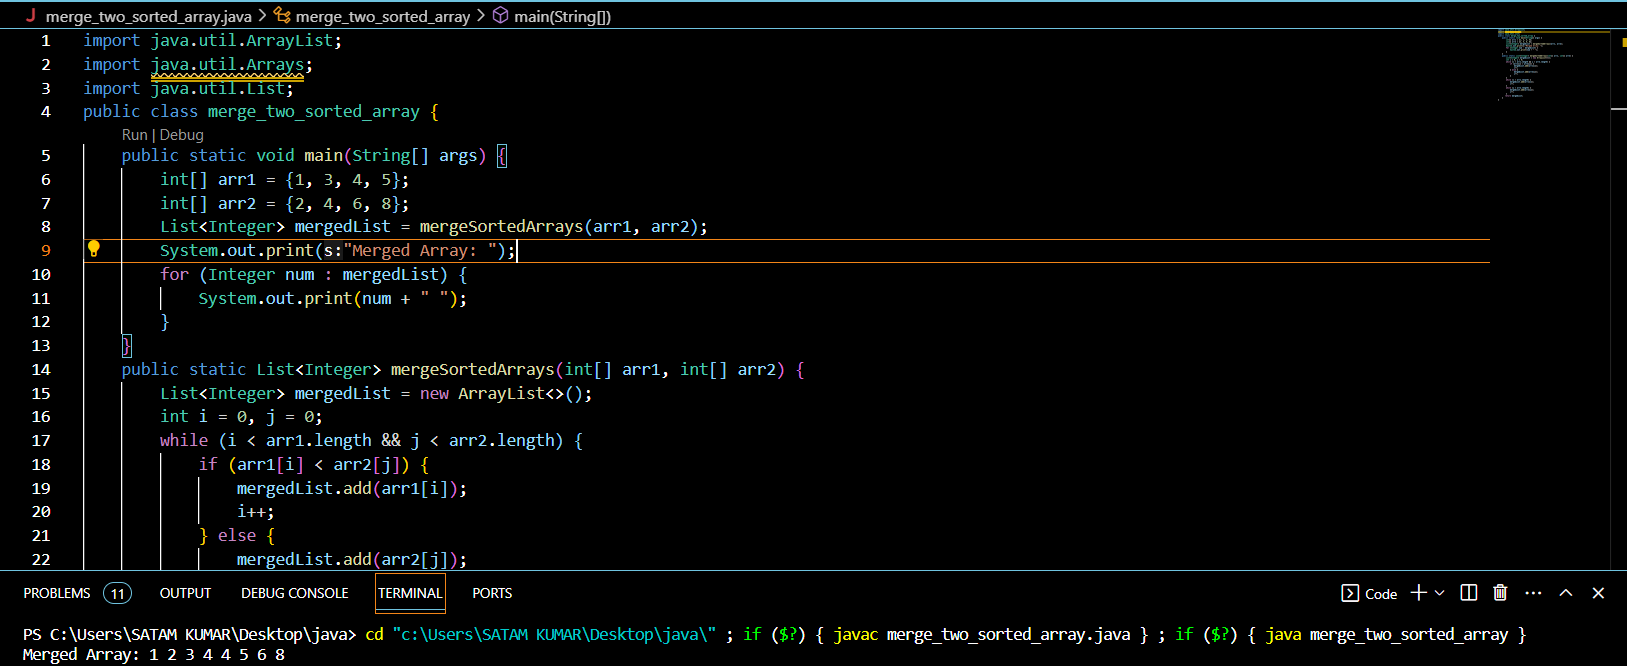 J merge_two_sorted_array.java > merge_two_sorted_array > main(String[])
1 import java.util.ArrayList;
2 import java.util.Arrays;
3 import java.util.List;
4 public class merge_two_sorted_array {
Run | Debug
5 public static void main(String[] args) {
6 int[] arr1 = {1, 3, 4, 5};
7 int[] arr2 = {2, 4, 6, 8};
8 List<Integer> mergedList = mergeSortedArrays(arr1, arr2);
9 System.out.print(s:"Merged Array: ");
10 for (Integer num : mergedList) {
11 System.out.print(num + " ");
12 }
13 }
14 public static List<Integer> mergeSortedArrays(int[] arr1, int[] arr2) {
15 List<Integer> mergedList = new ArrayList<>();
16 int i = 0, j = 0;
17 while (i < arr1.length && j < arr2.length) {
18 if (arr1[i] < arr2[j]) {
19 mergedList.add(arr1[i]);
20 i++;
21 } else {
22 mergedList.add(arr2[j]);
PROBLEMS 11 OUTPUT DEBUG CONSOLE TERMINAL PORTS Code
PS C:\Users\SATAM KUMAR\Desktop\java> cd "c:\Users\SATAM KUMAR\Desktop\java\" ; if ($?) { javac merge_two_sorted_array.java } ; if ($?) { java merge_two_sorted_array }
Merged Array: 1 2 3 4 4 5 6 8